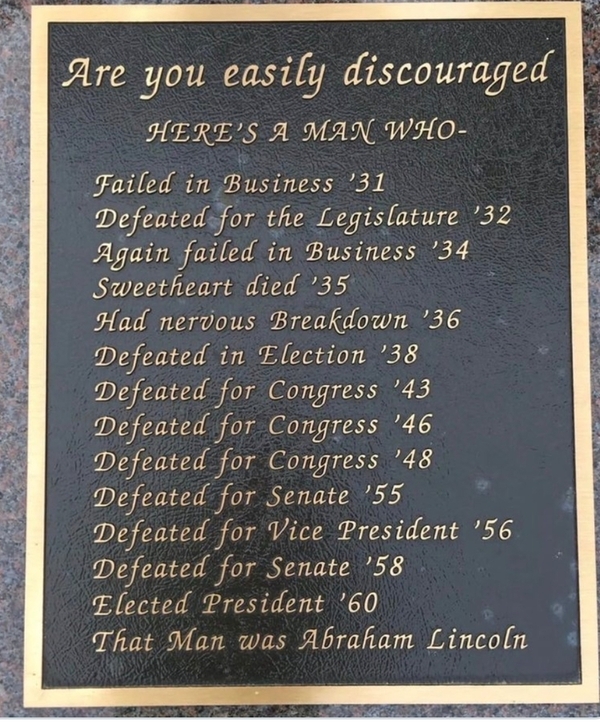 Are you easily discouraged
HERE'S A MAN WHO-
Failed in Business '31
Defeated for the Legislature '32
Again failed in Business '34
Sweetheart died '35
Had nervous Breakdown '36
Defeated in Election '38
Defeated for Congress '43
Defeated for Congress '46
Defeated for Congress '48
Defeated for Senate '55
Defeated for Vice President '56
Defeated for Senate '58
Elected President '60
That Man was Abraham Lincoln